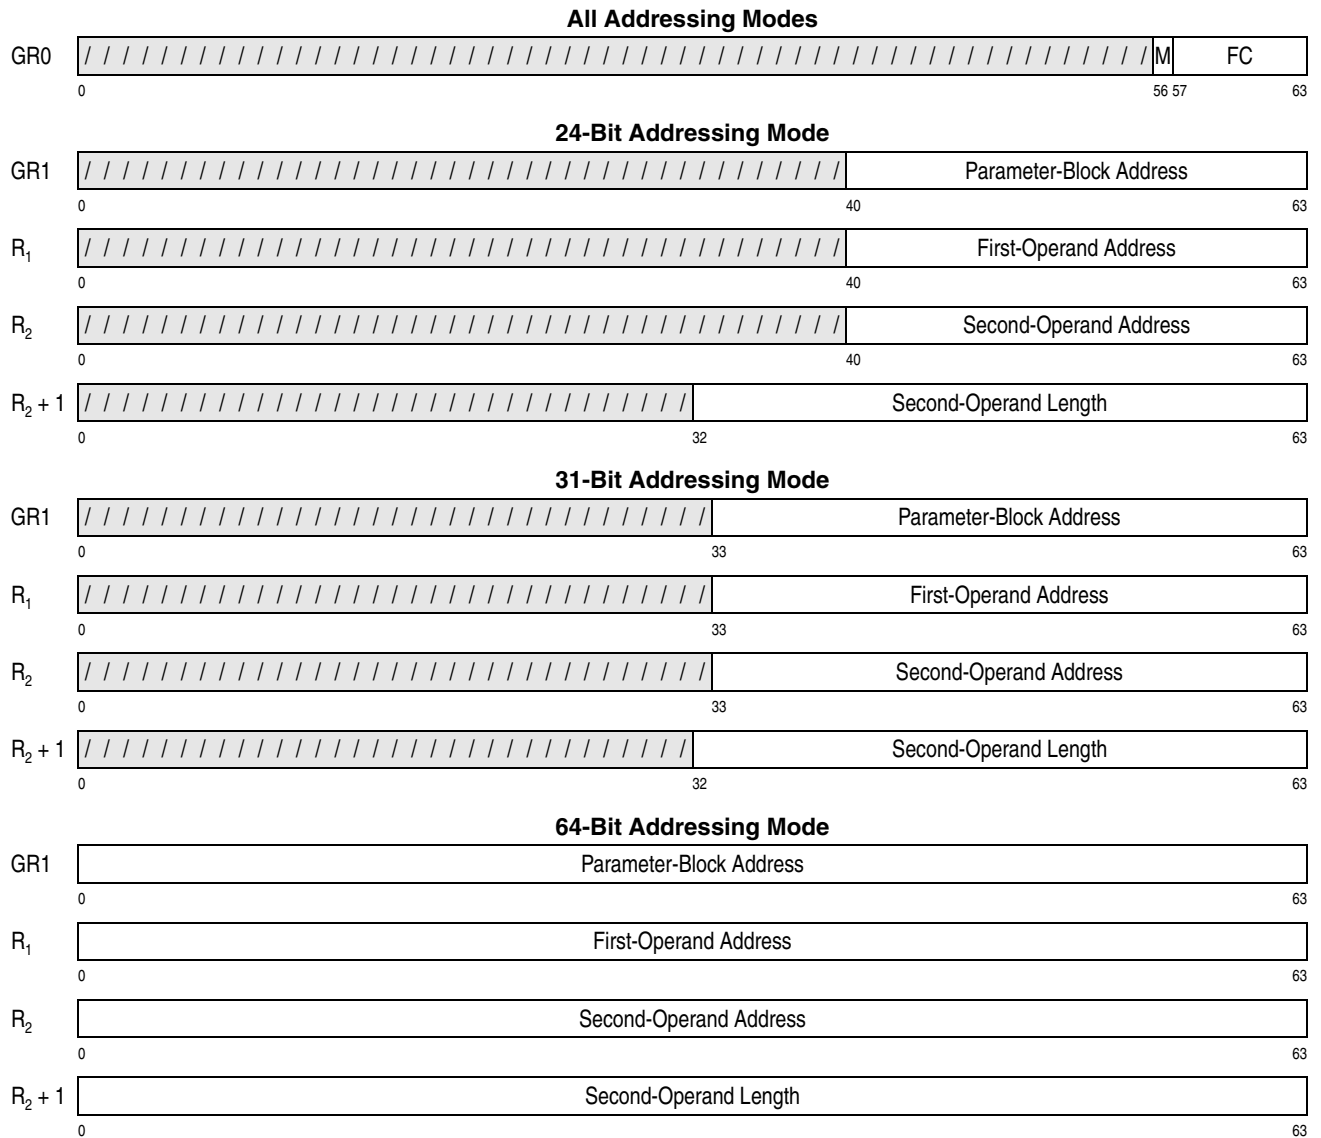 All Addressing Modes
GR0 / / / / / / / / / / / / / / / / / / / / / / / / / / / / / / / / / / / / / / / / / / / / / / / / / / / / / / / / M FC
0 56 57 63
24-Bit Addressing Mode
GR1 / / / / / / / / / / / / / / / / / / / / / / / / / / / / / / / / / / / / / / / / Parameter-Block Address
0 40 63
R1 / / / / / / / / / / / / / / / / / / / / / / / / / / / / / / / / / / / / / / / / First-Operand Address
0 40 63
R2 / / / / / / / / / / / / / / / / / / / / / / / / / / / / / / / / / / / / / / / / Second-Operand Address
0 40 63
R2 + 1 / / / / / / / / / / / / / / / / / / / / / / / / / / / / / / / / Second-Operand Length
0 32 63
31-Bit Addressing Mode
GR1 / / / / / / / / / / / / / / / / / / / / / / / / / / / / / / / / / Parameter-Block Address
0 33 63
R1 / / / / / / / / / / / / / / / / / / / / / / / / / / / / / / / / / First-Operand Address
0 33 63
R2 / / / / / / / / / / / / / / / / / / / / / / / / / / / / / / / / / Second-Operand Address
0 33 63
R2 + 1 / / / / / / / / / / / / / / / / / / / / / / / / / / / / / / / / Second-Operand Length
0 32 63
64-Bit Addressing Mode
GR1 Parameter-Block Address
0 63
R1 First-Operand Address
0 63
R2 Second-Operand Address
0 63
R2 + 1 Second-Operand Length
0 63